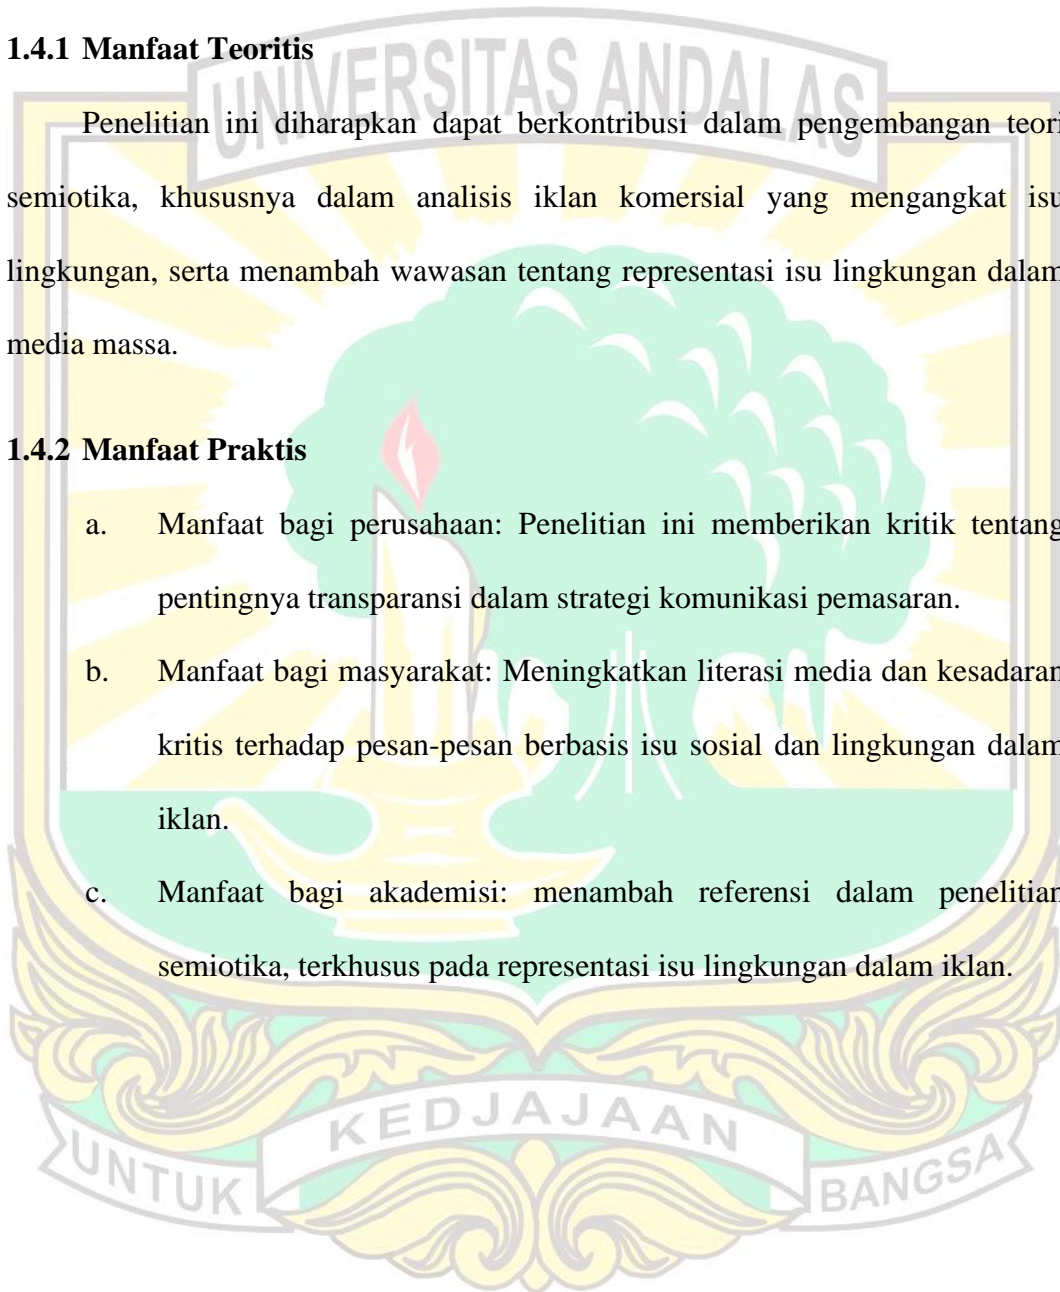 UNIVERSITAS ANDALAS
1.4.1 Manfaat Teoritis
Penelitian ini diharapkan dapat berkontribusi dalam pengembangan teori
semiotika, khususnya dalam analisis iklan komersial yang mengangkat isu
lingkungan, serta menambah wawasan tentang representasi isu lingkungan dalam
media massa.
1.4.2 Manfaat Praktis
a. Manfaat bagi perusahaan: Penelitian ini memberikan kritik tentang
pentingnya transparansi dalam strategi komunikasi pemasaran.
b. Manfaat bagi masyarakat: Meningkatkan literasi media dan kesadaran
kritis terhadap pesan-pesan berbasis isu sosial dan lingkungan dalam
iklan.
c. Manfaat bagi akademisi: menambah referensi dalam penelitian
semiotika, terkhusus pada representasi isu lingkungan dalam iklan.
UNTUK KEDJAJAAN BANGSA